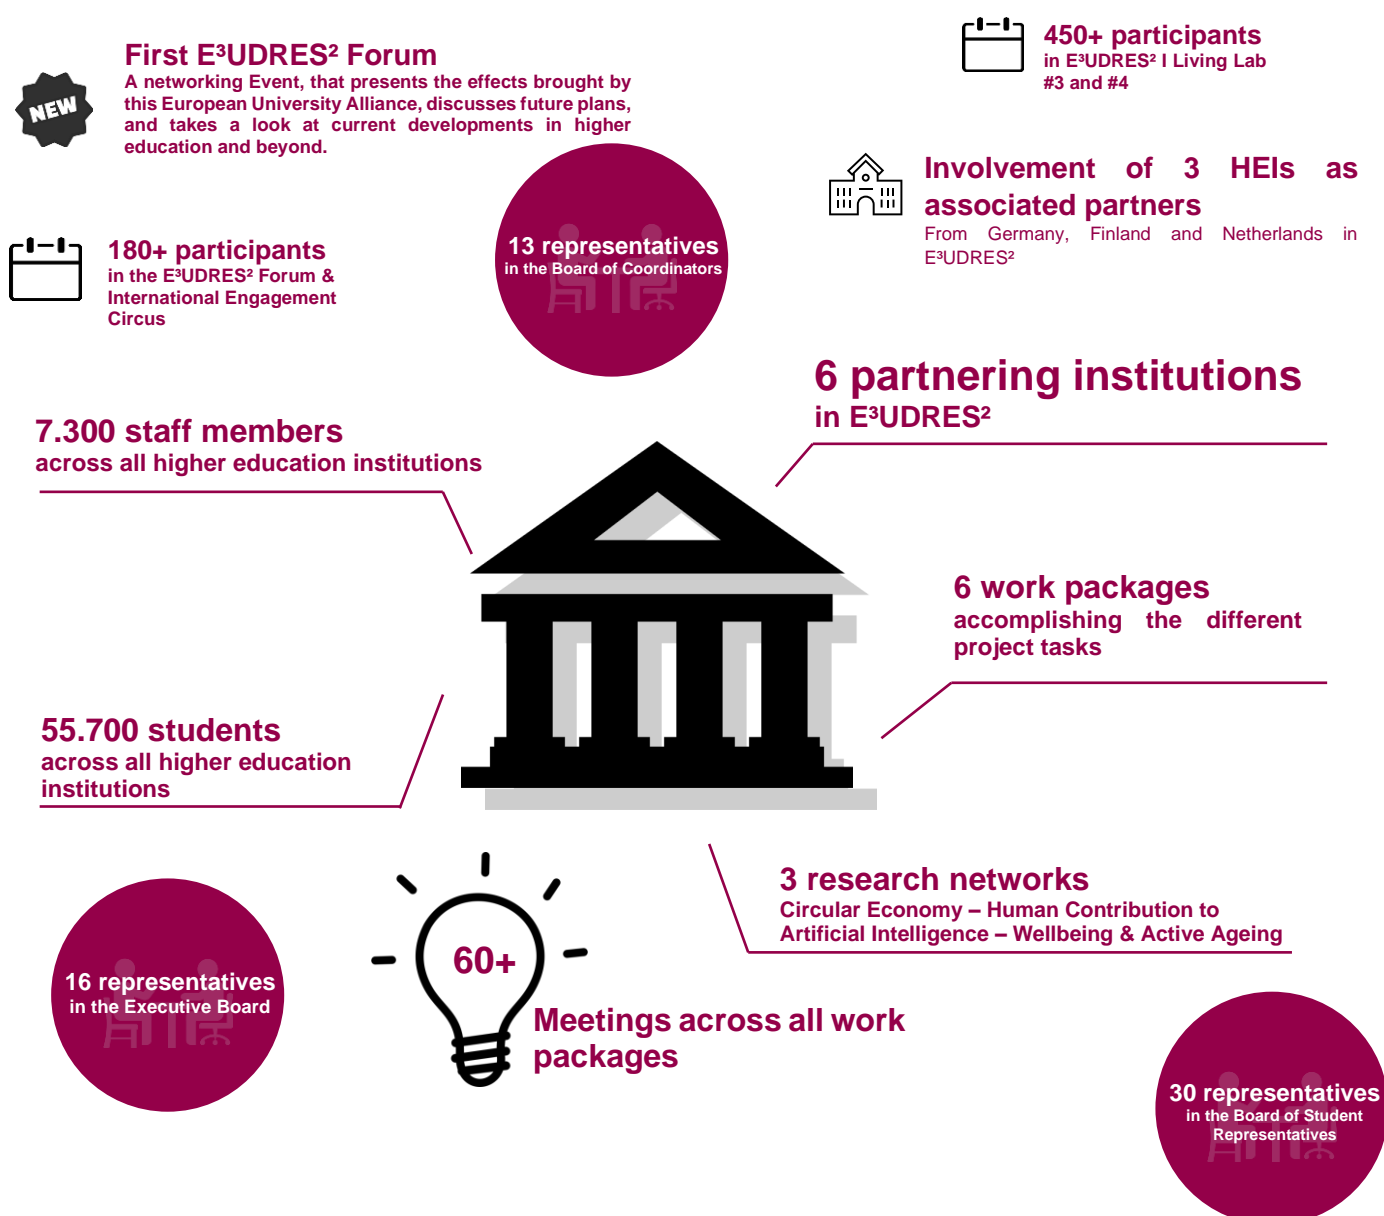 First E³UDRES² Forum
A networking Event, that presents the effects brought by
this European University Alliance, discusses future plans,
and takes a look at current developments in higher
education and beyond.
NEW
450+ participants
in E³UDRES² I Living Lab
#3 and #4
Involvement of 3 HEIs as
associated partners
From Germany, Finland and Netherlands in
E³UDRES²
180+ participants
in the E³UDRES² Forum &
International Engagement
Circus
13 representatives
in the Board of Coordinators
6 partnering institutions
in E³UDRES²
7.300 staff members
across all higher education institutions
6 work packages
accomplishing the different
project tasks
55.700 students
across all higher education
institutions
3 research networks
Circular Economy – Human Contribution to
Artificial Intelligence – Wellbeing & Active Ageing
16 representatives
in the Executive Board
60+
Meetings across all work
packages
30 representatives
in the Board of Student
Representatives